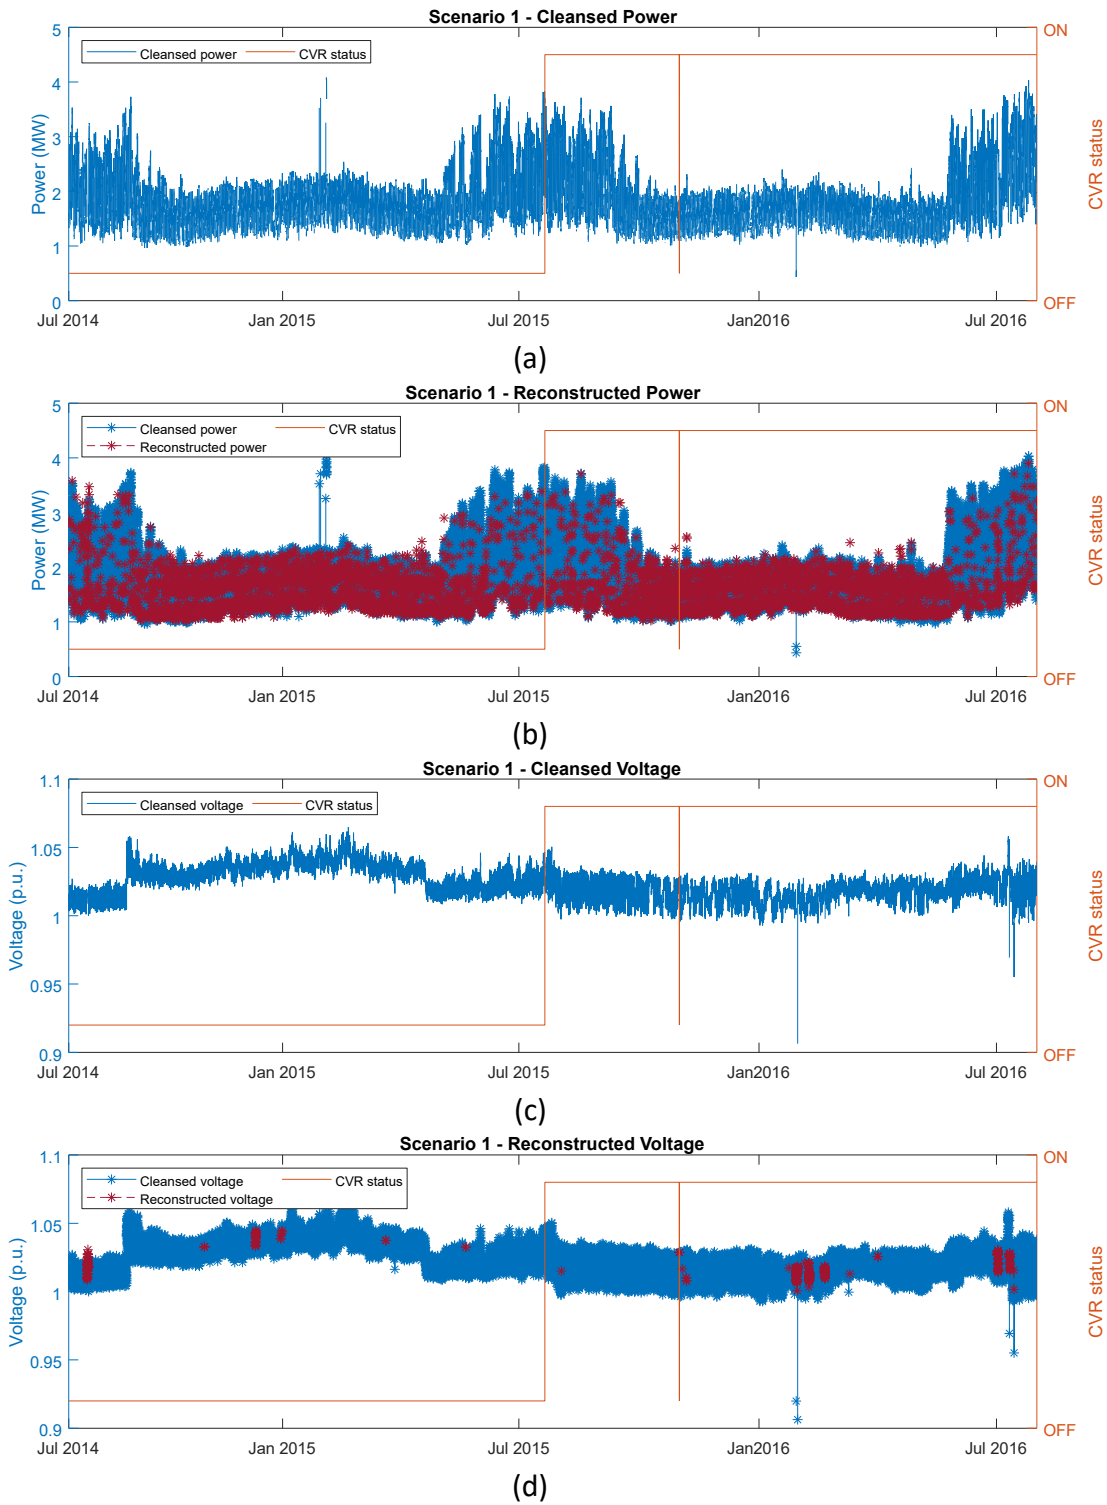 Scenario 1 - Cleansed Power
5
4
3
2
1
0
Power (MW)
Cleansed power
CVR status
ON
OFF
CVR status
Jul 2014
Jan 2015
Jul 2015
Jan2016
Jul 2016
(a)
Scenario 1 - Reconstructed Power
5
4
3
2
1
0
Power (MW)
Cleansed power
CVR status
Reconstructed power
ON
OFF
CVR status
Jul 2014
Jan 2015
Jul 2015
Jan2016
Jul 2016
(b)
Scenario 1 - Cleansed Voltage
1.1
1.05
1
0.95
0.9
Voltage (p.u.)
Cleansed voltage
CVR status
ON
OFF
CVR status
Jul 2014
Jan 2015
Jul 2015
Jan2016
Jul 2016
(c)
Scenario 1 - Reconstructed Voltage
1.1
1.05
1
0.95
0.9
Voltage (p.u.)
Cleansed voltage
CVR status
Reconstructed voltage
ON
OFF
CVR status
Jul 2014
Jan 2015
Jul 2015
Jan2016
Jul 2016
(d)